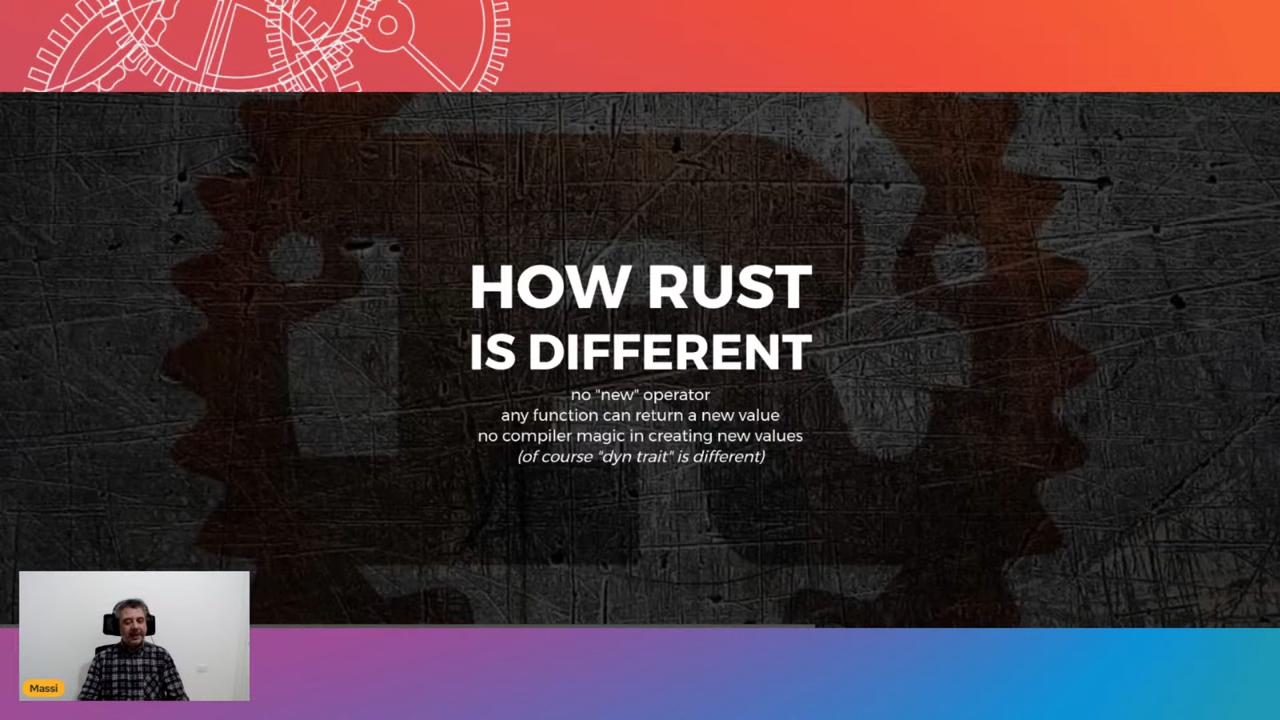 HOW RUST
IS DIFFERENT
no "new" operator
any function can return a new value
no compiler magic in creating new values
(of course "dyn trait" is different)
Massi